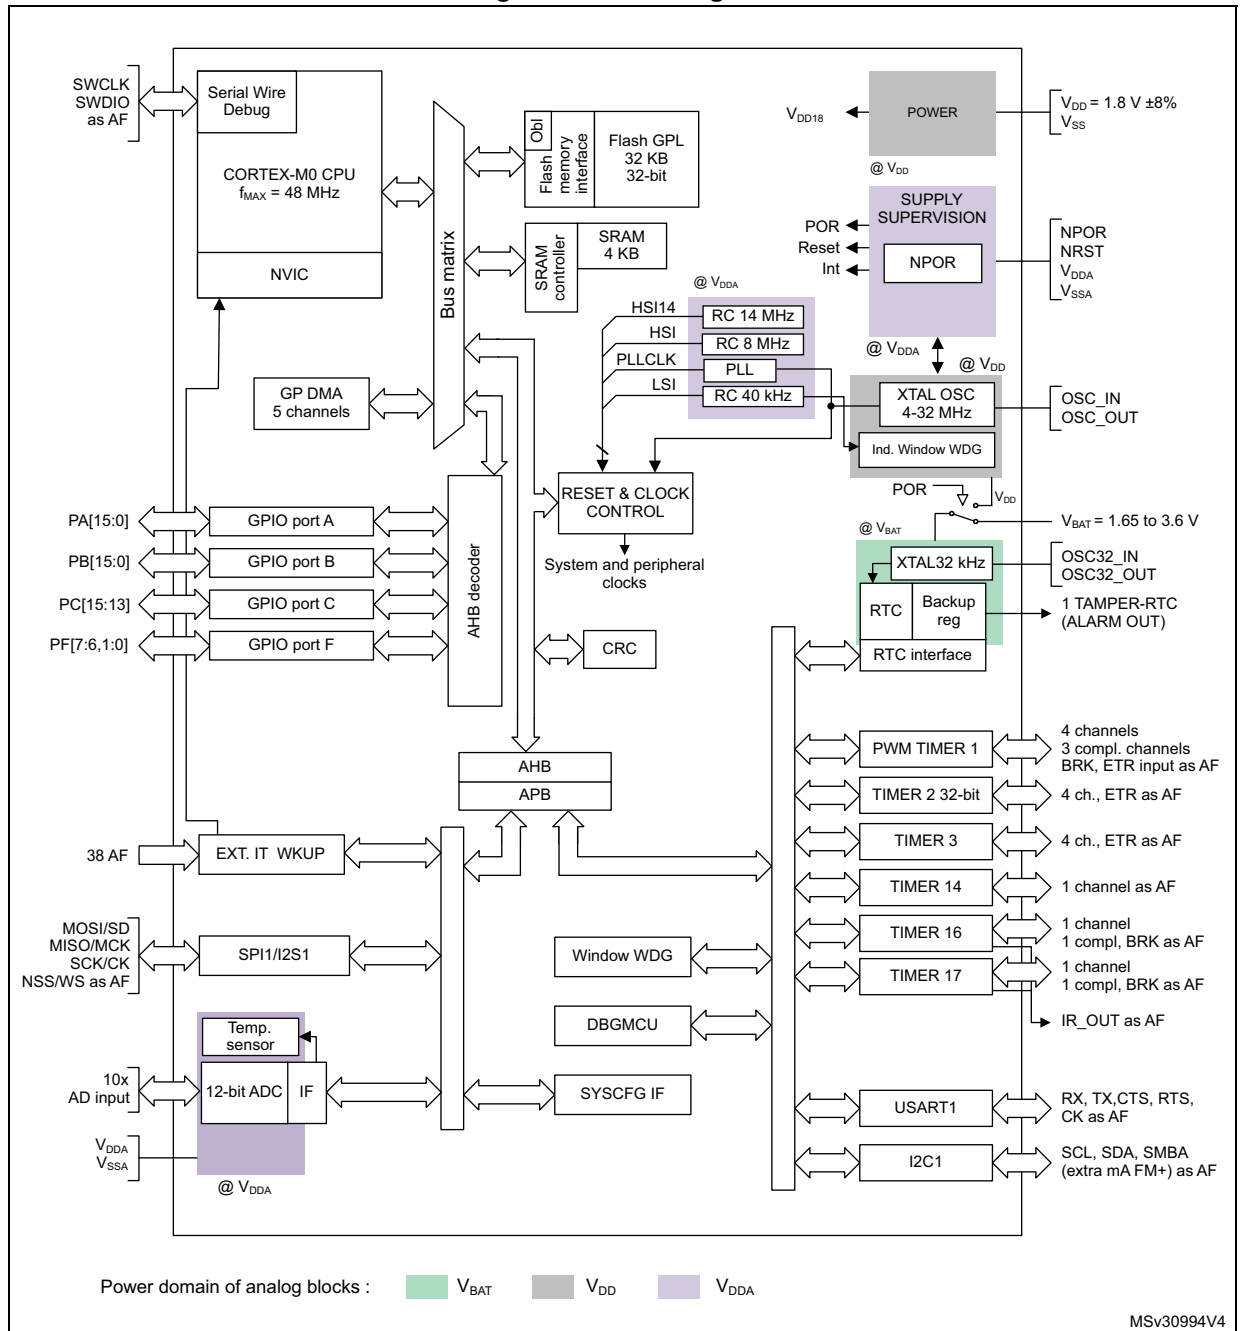 SWCLK
SWDIO
as AF
Serial Wire
Debug
CORTEX-M0 CPU
fMAX = 48 MHz
NVIC
Bus matrix
Obl
Flash
memory
interface
Flash GPL
32 KB
32-bit
SRAM
controller
SRAM
4 KB
VDD18
POWER
VDD = 1.8 V ±8%
VSS
@ VDD
SUPPLY
SUPERVISION
POR
Reset
Int
NPOR
NPOR
NRST
VDDA
VSSA
@ VDDA
@ VDDA
HSI14
RC 14 MHz
HSI
RC 8 MHz
PLLCLK
PLL
LSI
RC 40 kHz
@ VDD
XTAL OSC
4-32 MHz
OSC_IN
OSC_OUT
Ind. Window WDG
GP DMA
5 channels
RESET & CLOCK
CONTROL
System and peripheral
clocks
POR
VDD
VBAT = 1.65 to 3.6 V
@ VBAT
XTAL32 kHz
OSC32_IN
OSC32_OUT
RTC
Backup
reg
1 TAMPER-RTC
(ALARM OUT)
RTC interface
PA[15:0]
GPIO port A
PB[15:0]
GPIO port B
PC[15:13]
GPIO port C
PF[7:6,1:0]
GPIO port F
AHB decoder
CRC
AHB
APB
PWM TIMER 1
4 channels
3 compl. channels
BRK, ETR input as AF
TIMER 2 32-bit
4 ch., ETR as AF
TIMER 3
4 ch., ETR as AF
TIMER 14
1 channel as AF
TIMER 16
1 channel
1 compl, BRK as AF
TIMER 17
1 channel
1 compl, BRK as AF
IR_OUT as AF
38 AF
EXT. IT WKUP
MOSI/SD
MISO/MCK
SCK/CK
NSS/WS as AF
SPI1/I2S1
Window WDG
DBGMCU
SYSCFG IF
Temp.
sensor
10x
AD input
12-bit ADC
IF
VDDA
VSSA
@ VDDA
USART1
RX, TX,CTS, RTS,
CK as AF
I2C1
SCL, SDA, SMBA
(extra mA FM+) as AF
Power domain of analog blocks :
VBAT
VDD
VDDA
MSv30994V4